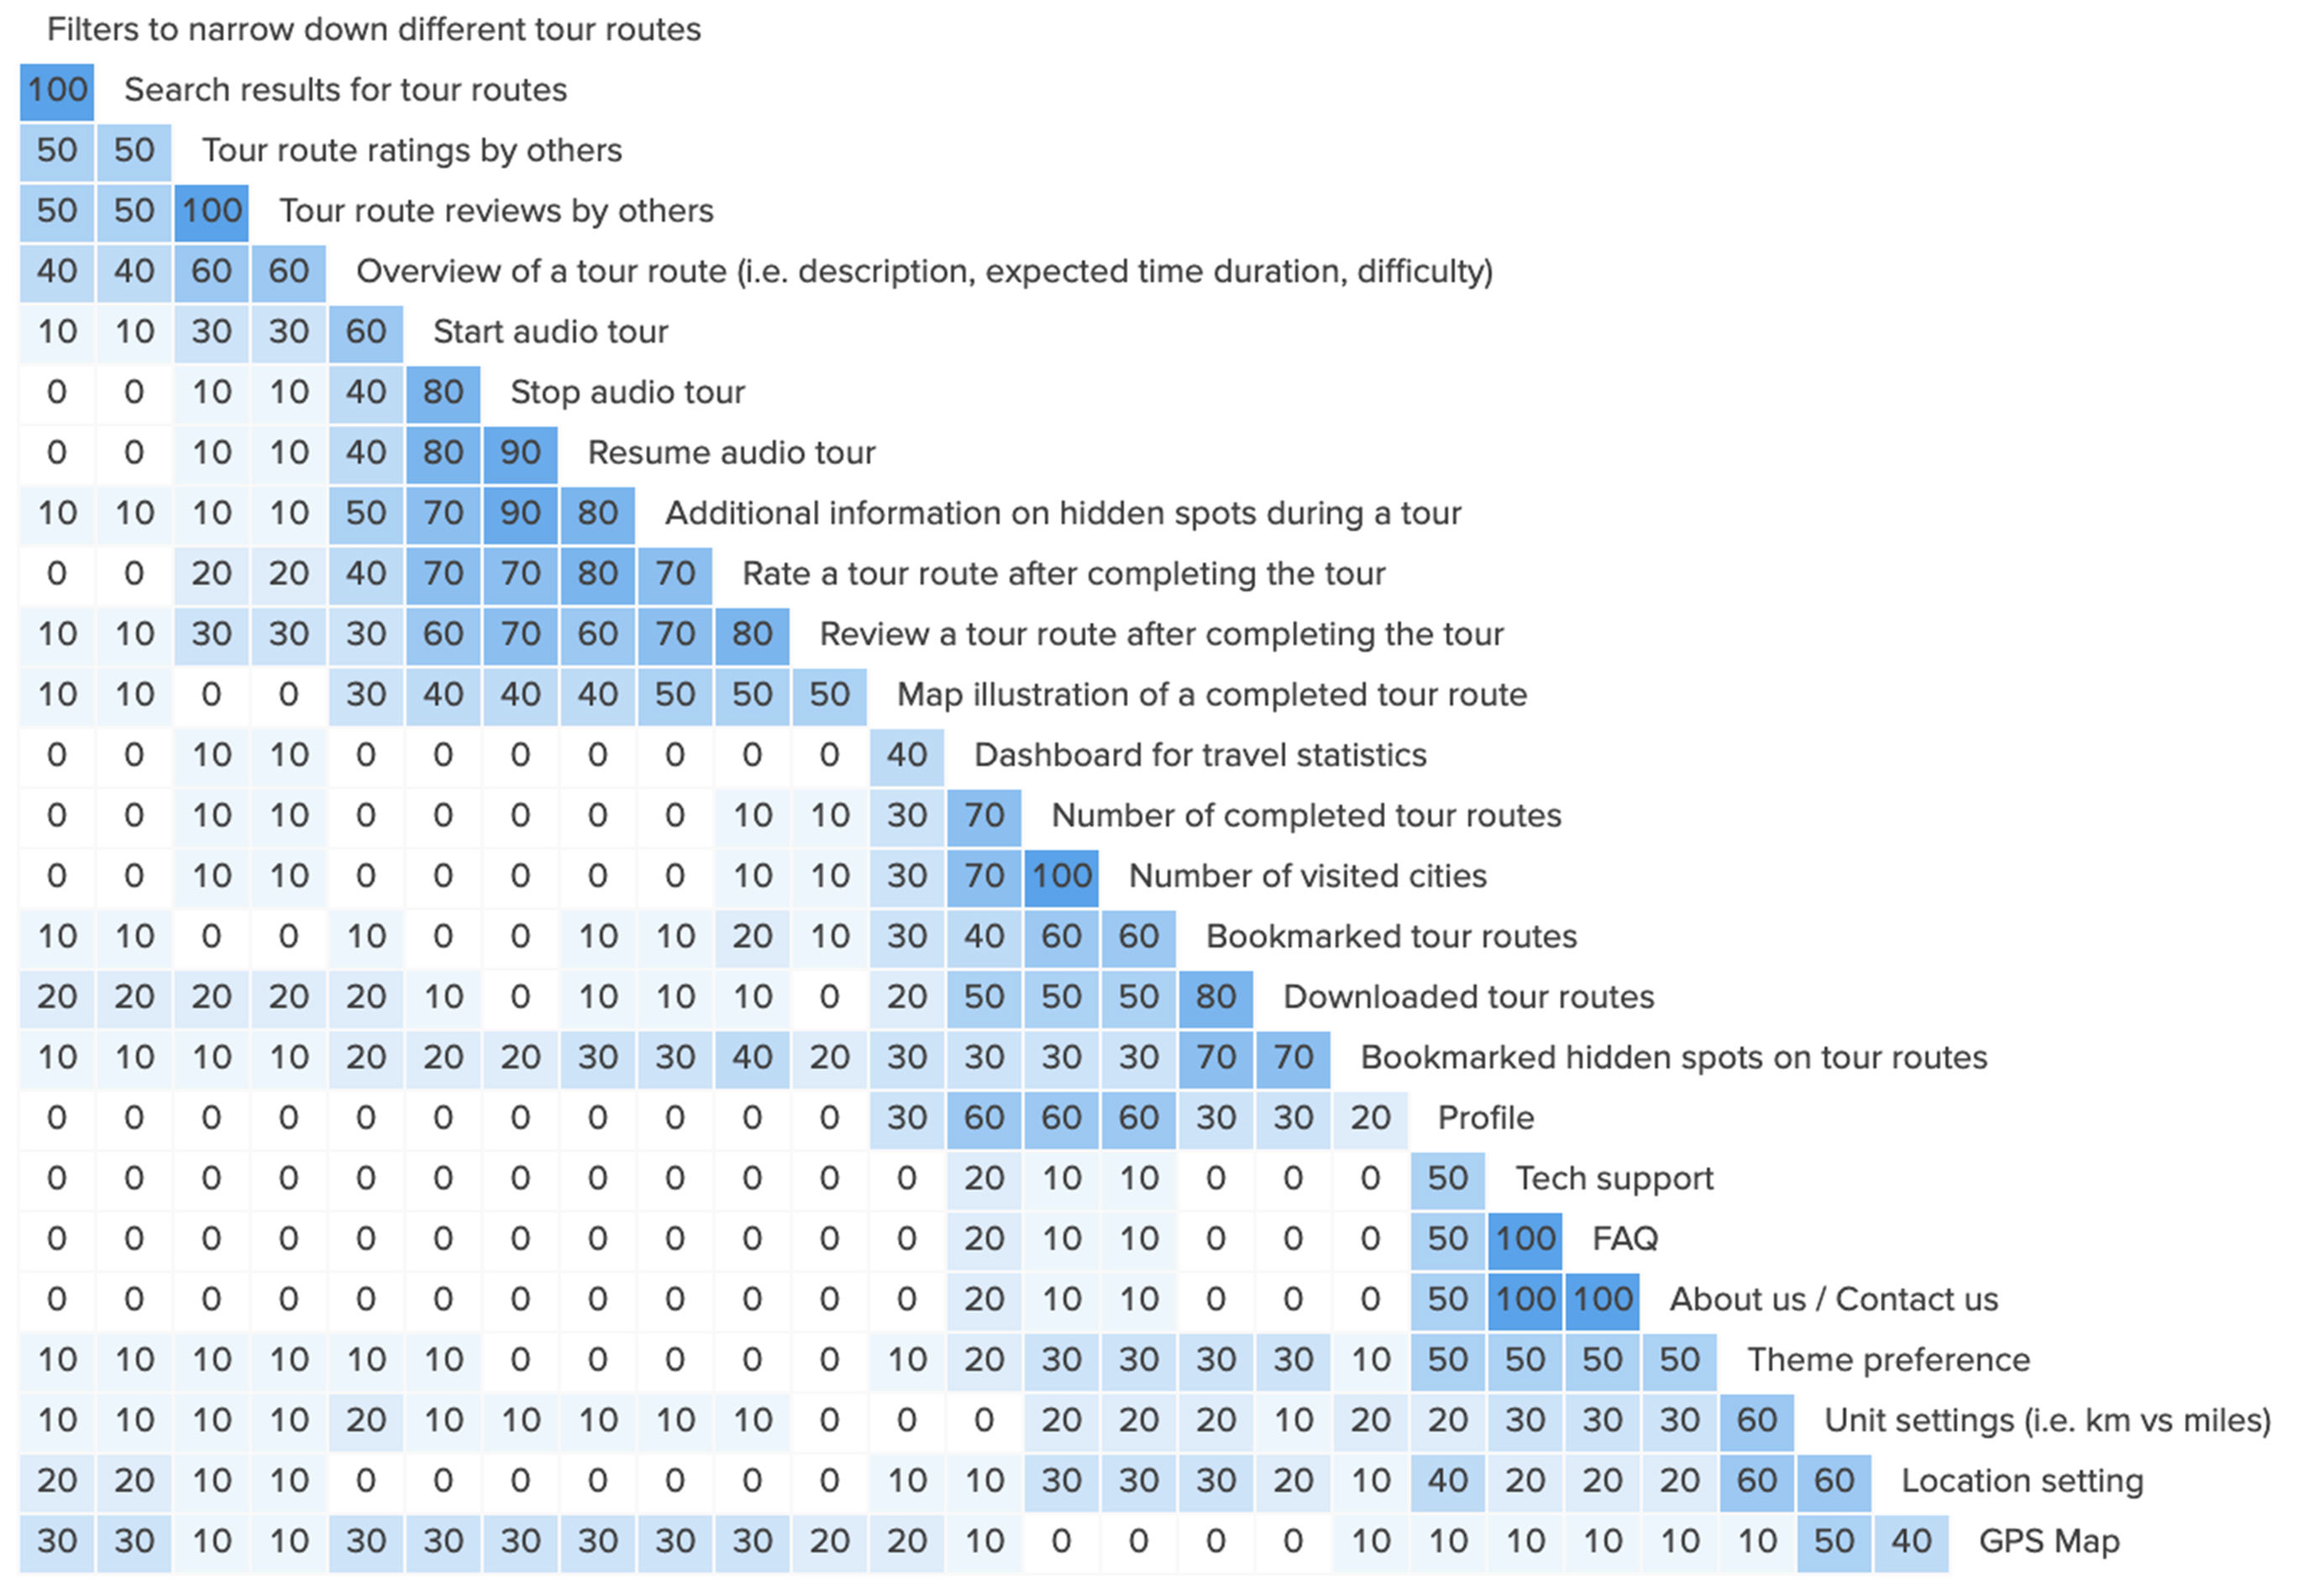 Filters to narrow down different tour routes
100 Search results for tour routes
50 50 Tour route ratings by others
50 50 100 Tour route reviews by others
40 40 60 60 Overview of a tour route (i.e. description, expected time duration, difficulty)
10 10 30 30 60 Start audio tour
0 0 10 10 40 80 Stop audio tour
0 0 10 10 40 80 90 Resume audio tour
10 10 10 10 50 70 90 80 Additional information on hidden spots during a tour
0 0 20 20 40 70 70 80 70 Rate a tour route after completing the tour
10 10 30 30 30 60 70 60 70 80 Review a tour route after completing the tour
10 10 0 0 30 40 40 40 50 50 50 Map illustration of a completed tour route
0 0 10 10 0 0 0 0 0 0 0 40 Dashboard for travel statistics
0 0 10 10 0 0 0 0 0 10 10 30 70 Number of completed tour routes
0 0 10 10 0 0 0 0 0 10 10 30 70 100 Number of visited cities
10 10 0 0 10 0 0 10 10 20 10 30 40 60 60 Bookmarked tour routes
20 20 20 20 20 10 0 10 10 10 0 20 50 50 50 80 Downloaded tour routes
10 10 10 10 20 20 20 30 30 40 20 30 30 30 30 70 70 Bookmarked hidden spots on tour routes
0 0 0 0 0 0 0 0 0 0 0 30 60 60 60 30 30 20 Profile
0 0 0 0 0 0 0 0 0 0 0 0 20 10 10 0 0 0 50 Tech support
0 0 0 0 0 0 0 0 0 0 0 0 20 10 10 0 0 0 50 100 FAQ
0 0 0 0 0 0 0 0 0 0 0 0 20 10 10 0 0 0 50 100 100 About us / Contact us
10 10 10 10 10 10 0 0 0 0 0 10 20 30 30 30 30 10 50 50 50 50 Theme preference
10 10 10 10 20 10 10 10 10 10 0 0 0 20 20 20 10 20 20 30 30 30 60 Unit settings (i.e. km vs miles)
20 20 10 10 0 0 0 0 0 0 0 10 10 30 30 30 20 10 40 20 20 20 60 60 Location setting
30 30 10 10 30 30 30 30 30 30 20 20 10 0 0 0 0 10 10 10 10 10 10 50 40 GPS Map